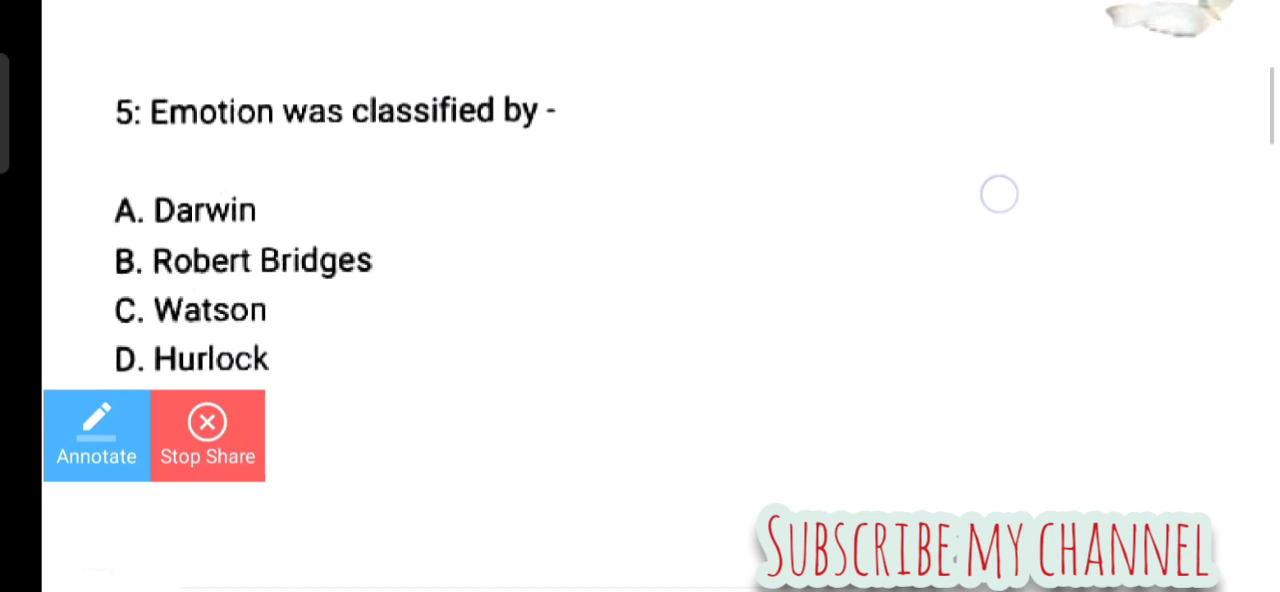 5: Emotion was classified by -
A. Darwin
B. Robert Bridges
C. Watson
D. Hurlock
Annotate Stop Share
SUBSCRIBE MY CHANNEL